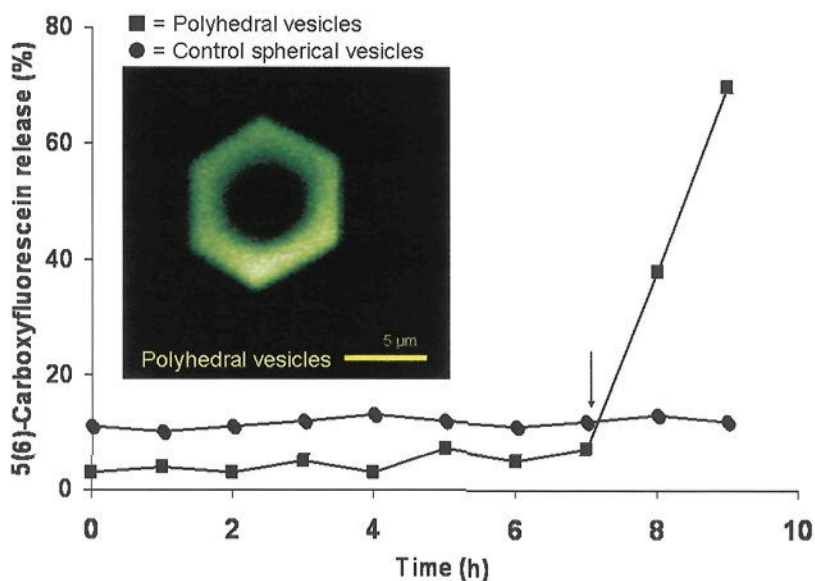 ■ = Polyhedral vesicles
● = Control spherical vesicles
80
60
40
20
0
5(6)-Carboxyfluorescein release (%)
Polyhedral vesicles
5 µm
0 2 4 6 8 10
Time (h)